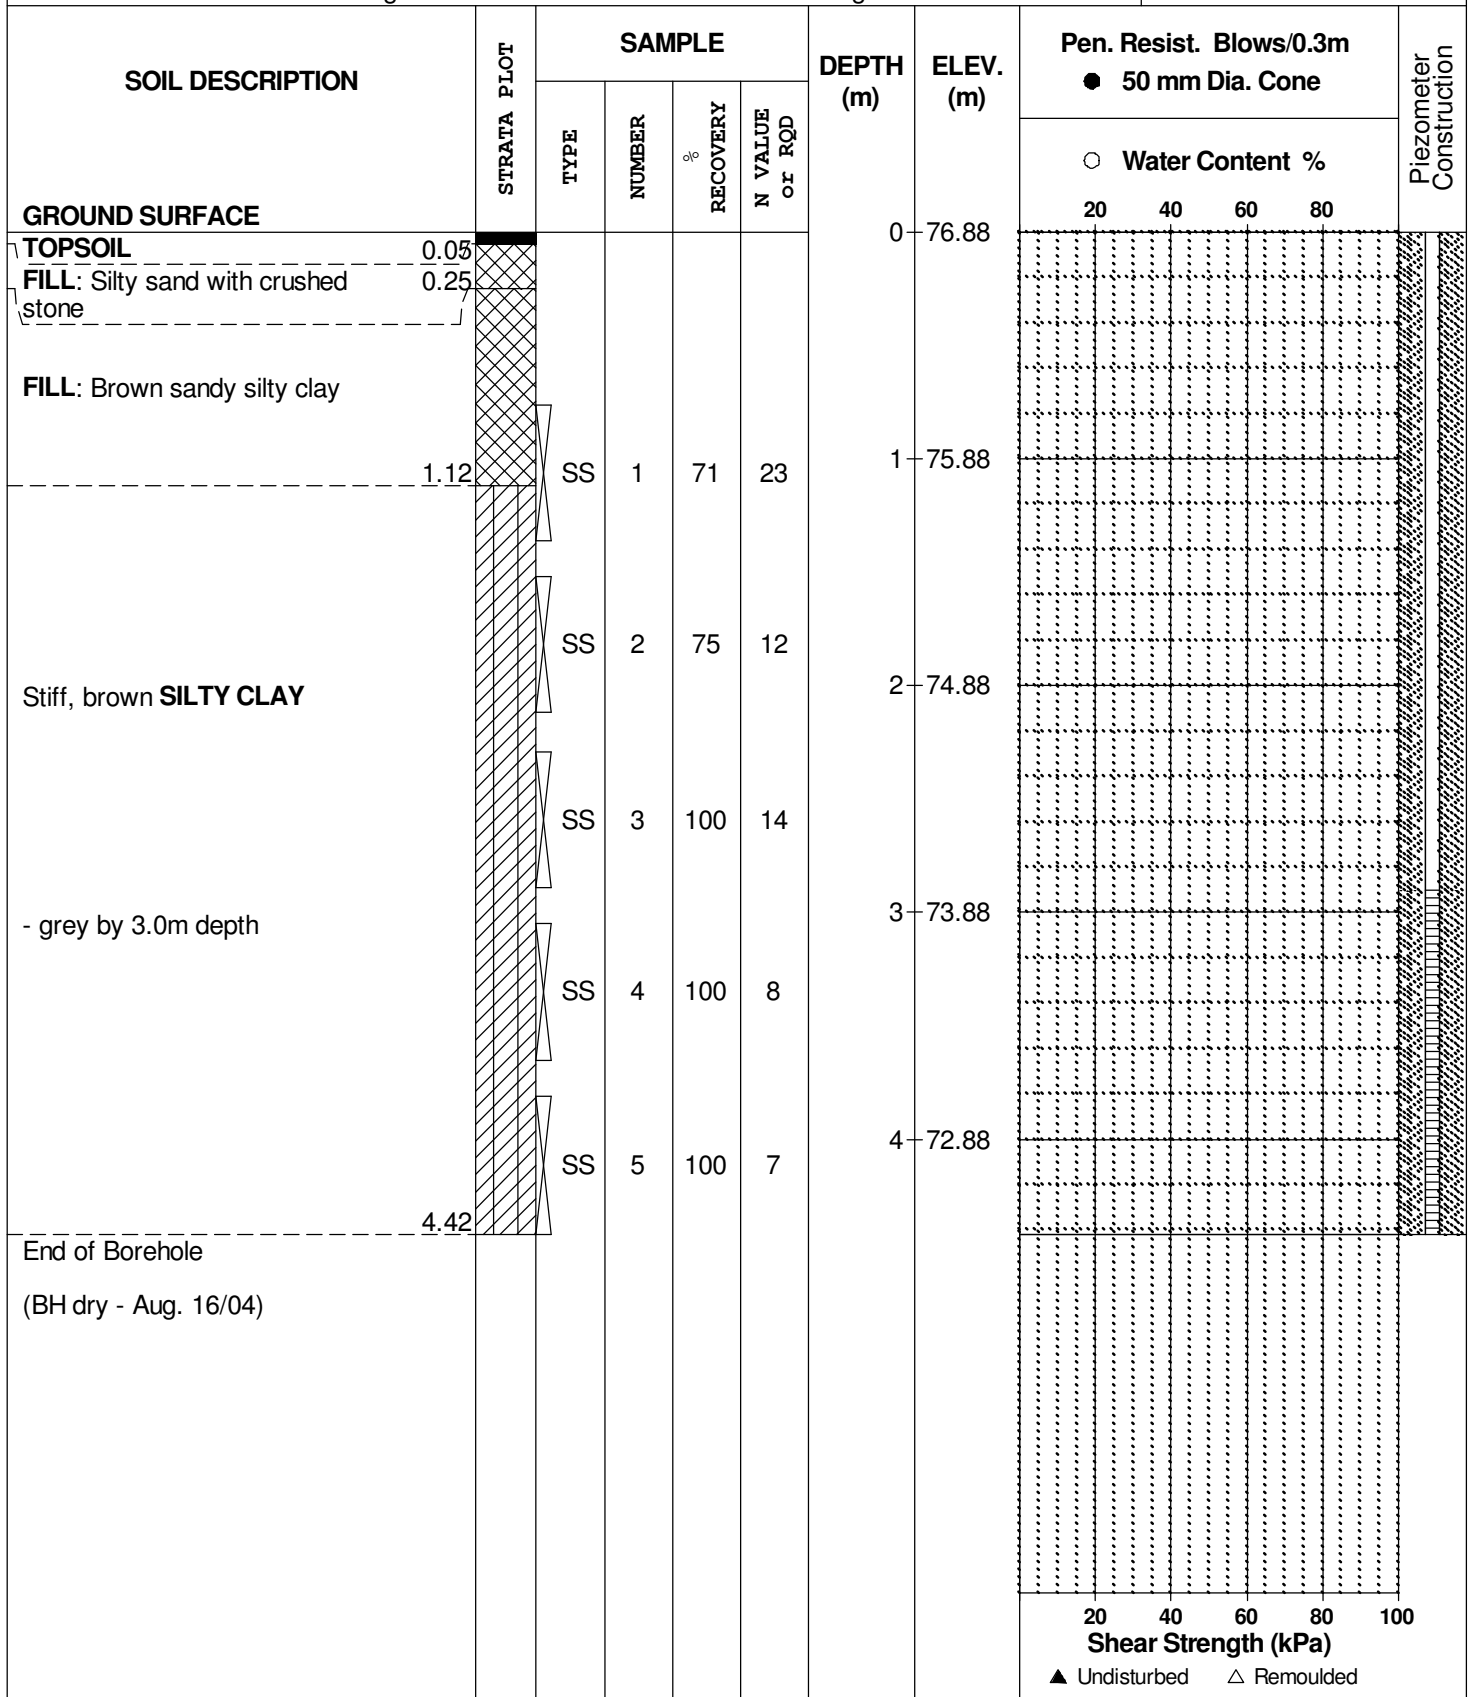 SOIL DESCRIPTION
STRATA PLOT
SAMPLE
TYPE
NUMBER
% RECOVERY
N VALUE or RQD
DEPTH (m)
ELEV. (m)
Pen. Resist. Blows/0.3m
● 50 mm Dia. Cone
○ Water Content %
Piezometer Construction
20 40 60 80
GROUND SURFACE
0 76.88
TOPSOIL 0.05
FILL: Silty sand with crushed 0.25
stone
FILL: Brown sandy silty clay
1 75.88
1.12 SS 1 71 23
SS 2 75 12
2 74.88
Stiff, brown SILTY CLAY
SS 3 100 14
3 73.88
- grey by 3.0m depth
SS 4 100 8
4 72.88
SS 5 100 7
4.42
End of Borehole
(BH dry - Aug. 16/04)
20 40 60 80 100
Shear Strength (kPa)
▲ Undisturbed △ Remoulded